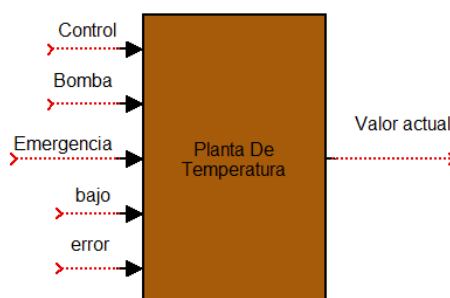 Control
Bomba
Emergencia
bajo
error
Planta De
Temperatura
Valor actual